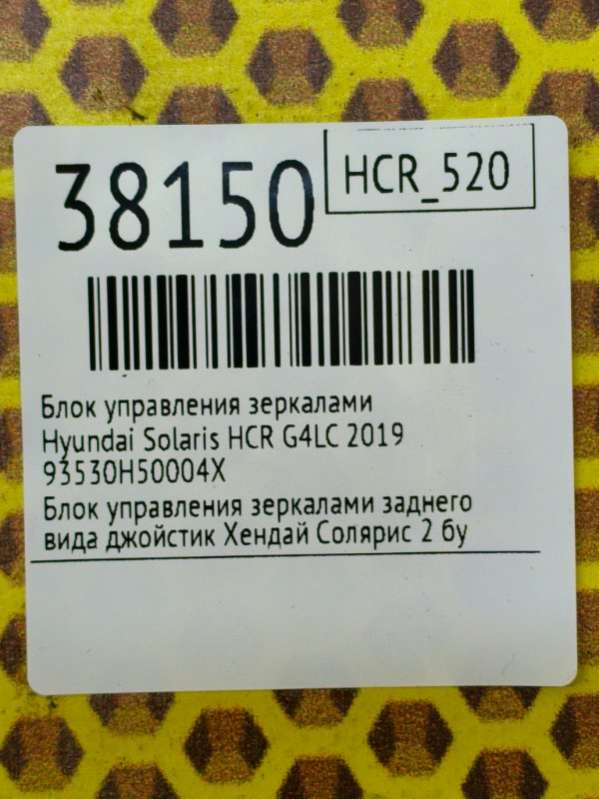 38150
HCR_520
Блок управления зеркалами
Hyundai Solaris HCR G4LC 2019
93530H50004X
Блок управления зеркалами заднего
вида джойстик Хендай Солярис 2 бу